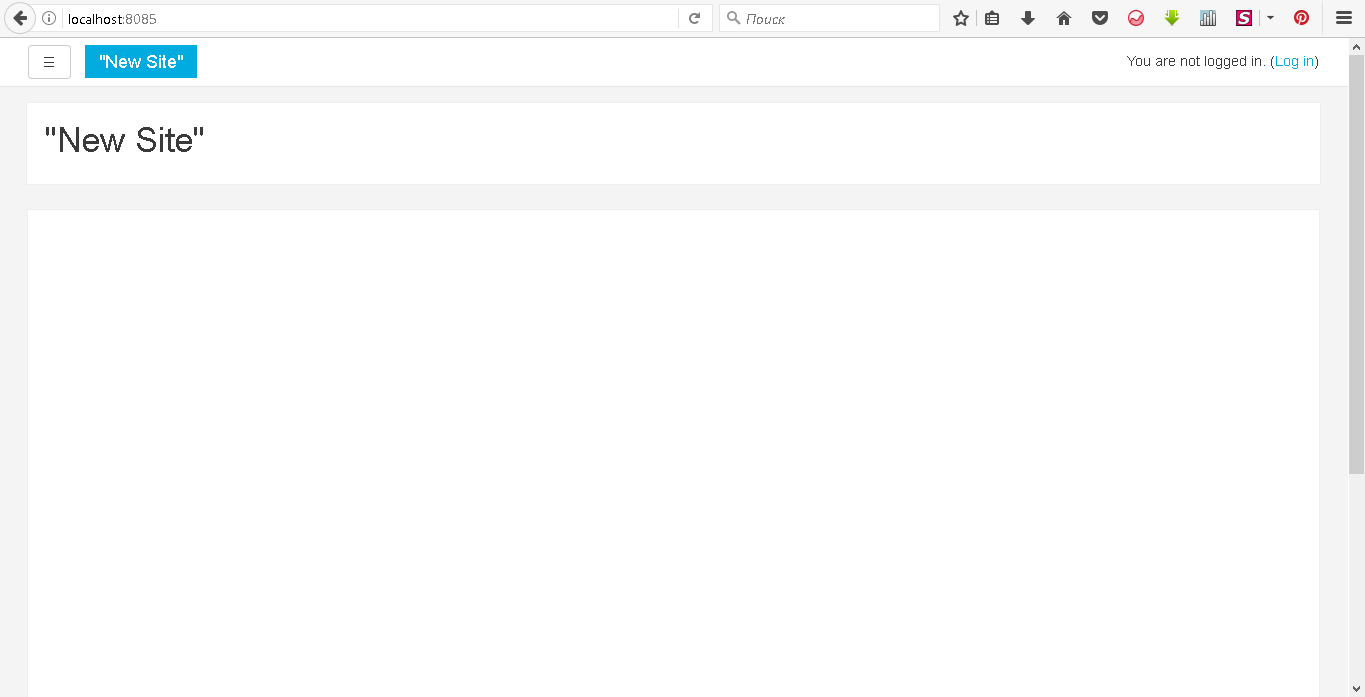 localhost:8085
Поиск
"New Site"
You are not logged in. (Log in)
"New Site"